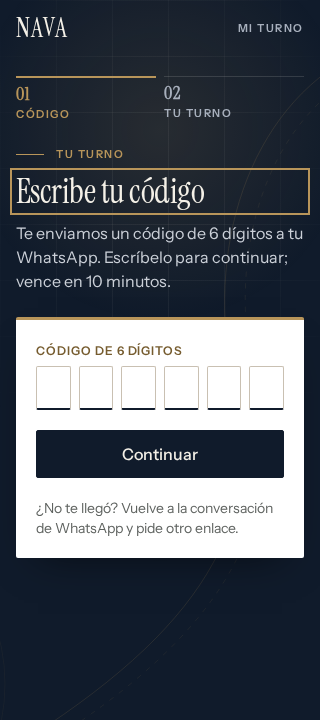 NAVA
MI TURNO
01
CÓDIGO
02
TU TURNO
TU TURNO
Escribe tu código
Te enviamos un código de 6 dígitos a tu
WhatsApp. Escríbelo para continuar;
vence en 10 minutos.
CÓDIGO DE 6 DÍGITOS
Continuar
¿No te llegó? Vuelve a la conversación
de WhatsApp y pide otro enlace.